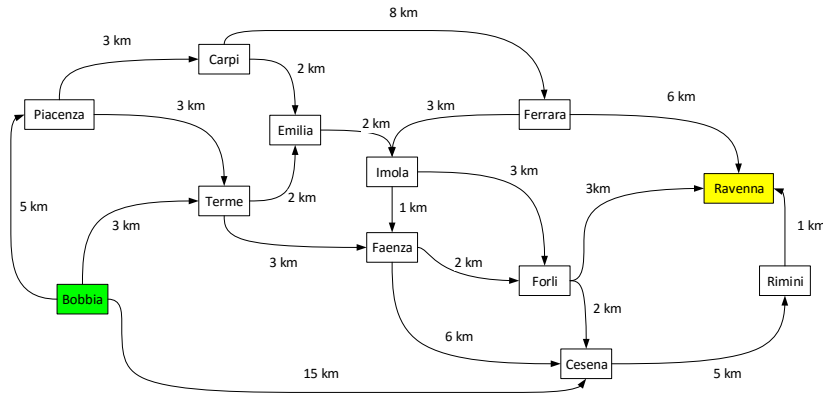 8 km
3 km
Carpi
2 km
Piacenza
3 km
Emilia
2 km
3 km
Ferrara
6 km
Imola
3 km
3km
Ravenna
5 km
3 km
Terme
2 km
1 km
Faenza
3 km
2 km
Forli
1 km
Rimini
Bobbia
2 km
6 km
Cesena
5 km
15 km